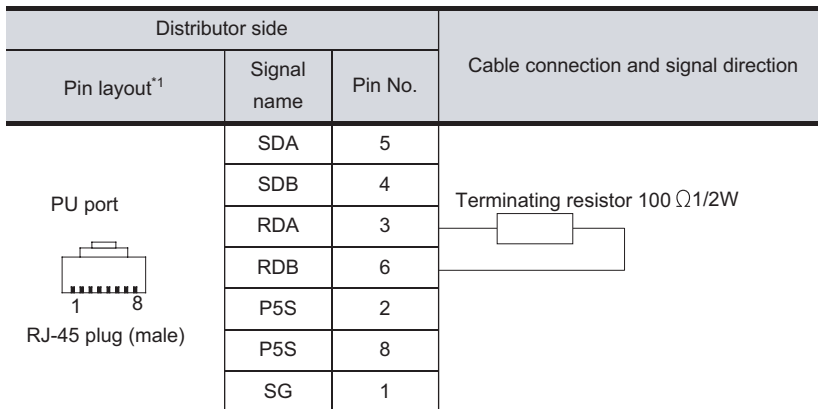 Distributor side
Cable connection and signal direction
Pin layout*1
Signal
name
Pin No.
PU port
1 8
RJ-45 plug (male)
SDA 5
SDB 4
RDA 3
RDB 6
P5S 2
P5S 8
SG 1
Terminating resistor 100 Ω1/2W